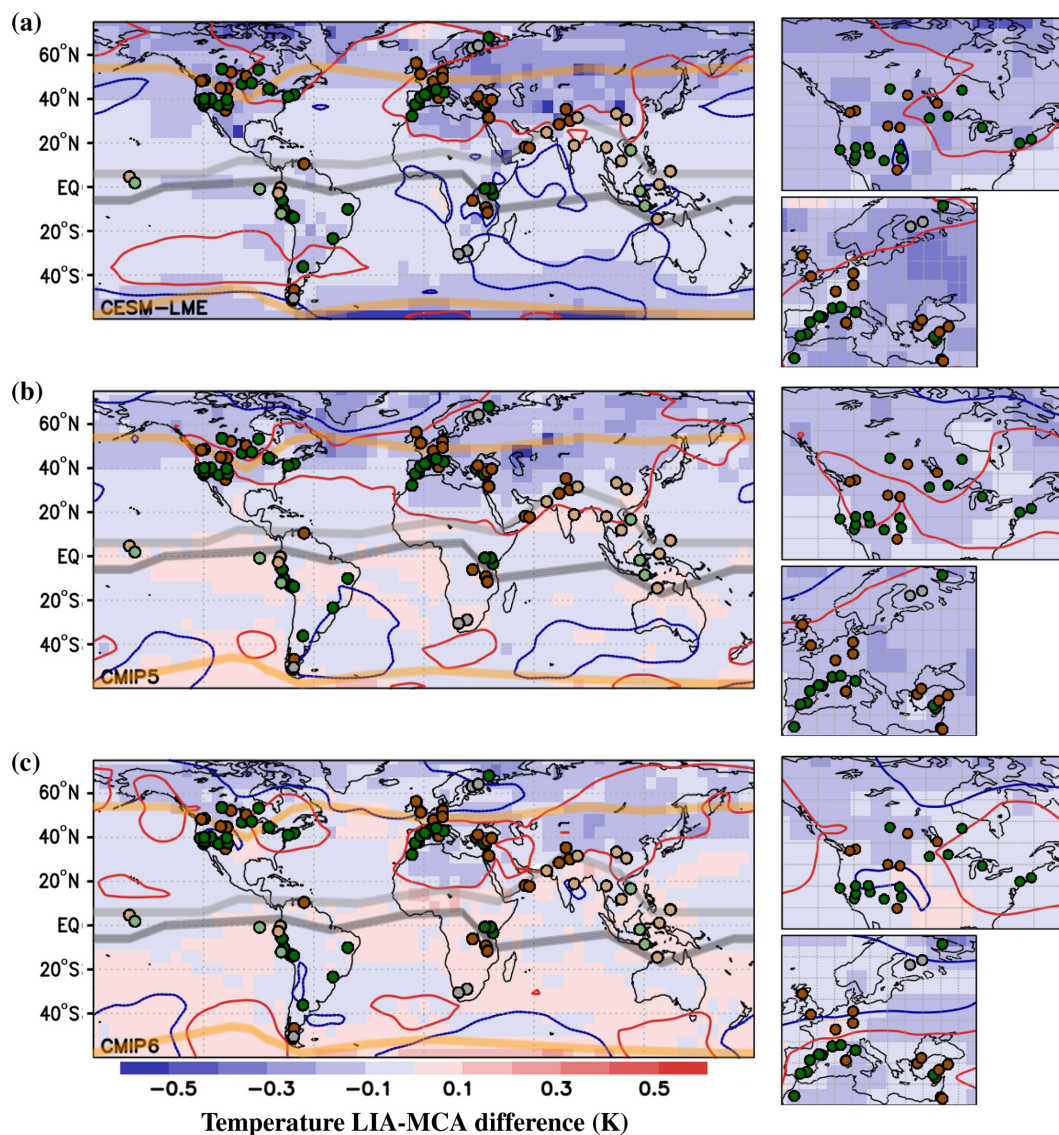 (a)
60°N
40°N
20°N
EQ
20°S
40°S
CESM-LME
(b)
60°N
40°N
20°N
EQ
20°S
40°S
CMIP5
(c)
60°N
40°N
20°N
EQ
20°S
40°S
CMIP6
−0.5 −0.3 −0.1 0.1 0.3 0.5
Temperature LIA-MCA difference (K)